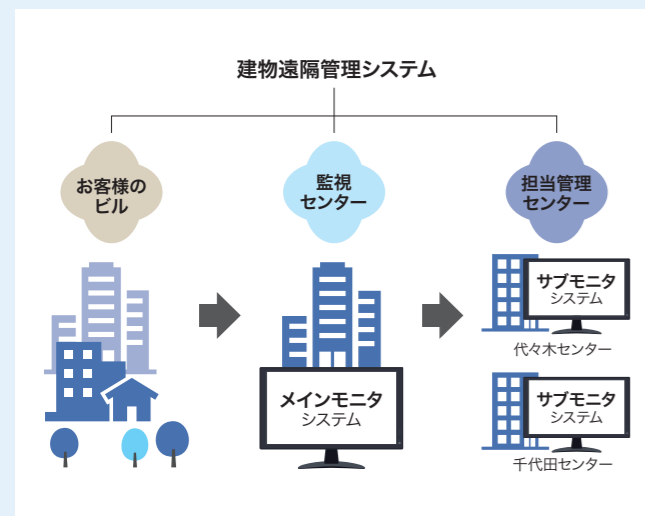 建物遠隔管理システム
お客様の
ビル
監視
センター
担当管理
センター
メインモニタ
システム
サブモニタ
システム
代々木センター
サブモニタ
システム
千代田センター